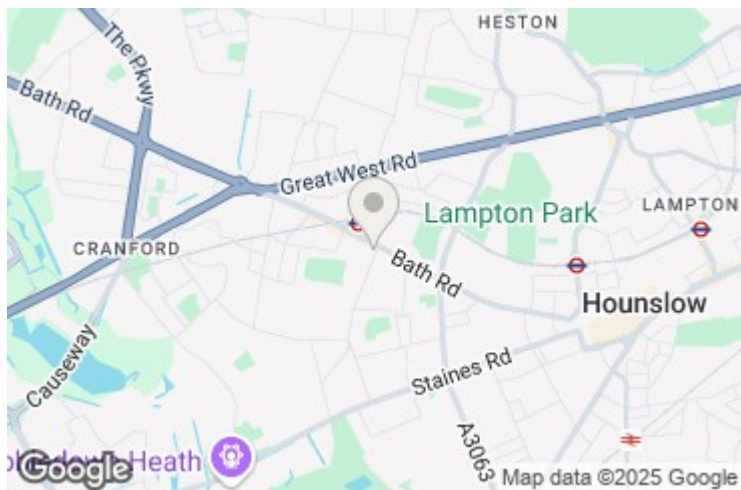 HESTON
The Pkwy
Bath Rd
Great West Rd
Lampton Park
LAMPTON
CRANFORD
Bath Rd
Hounslow
Causeway
Staines Rd
A3063
Heath
Google
Map data ©2025 Google